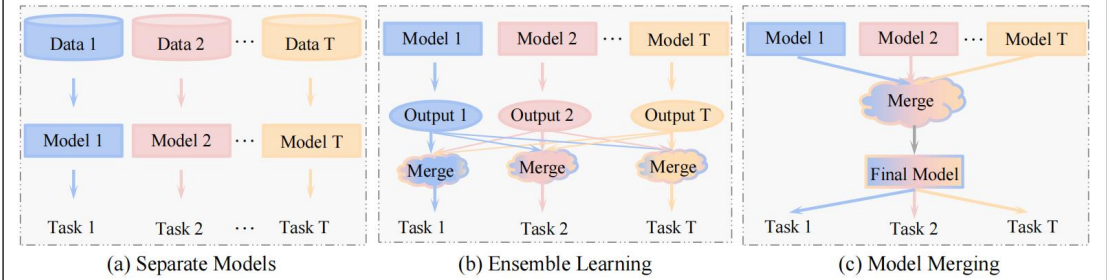 Data 1 Data 2 ··· Data T
Model 1 Model 2 ··· Model T
Task 1 Task 2 ··· Task T
(a) Separate Models
Model 1 Model 2 ··· Model T
Output 1 Output 2 Output T
Merge Merge Merge
Task 1 Task 2 Task T
(b) Ensemble Learning
Model 1 Model 2 ··· Model T
Merge
Final Model
Task 1 Task 2 Task T
(c) Model Merging